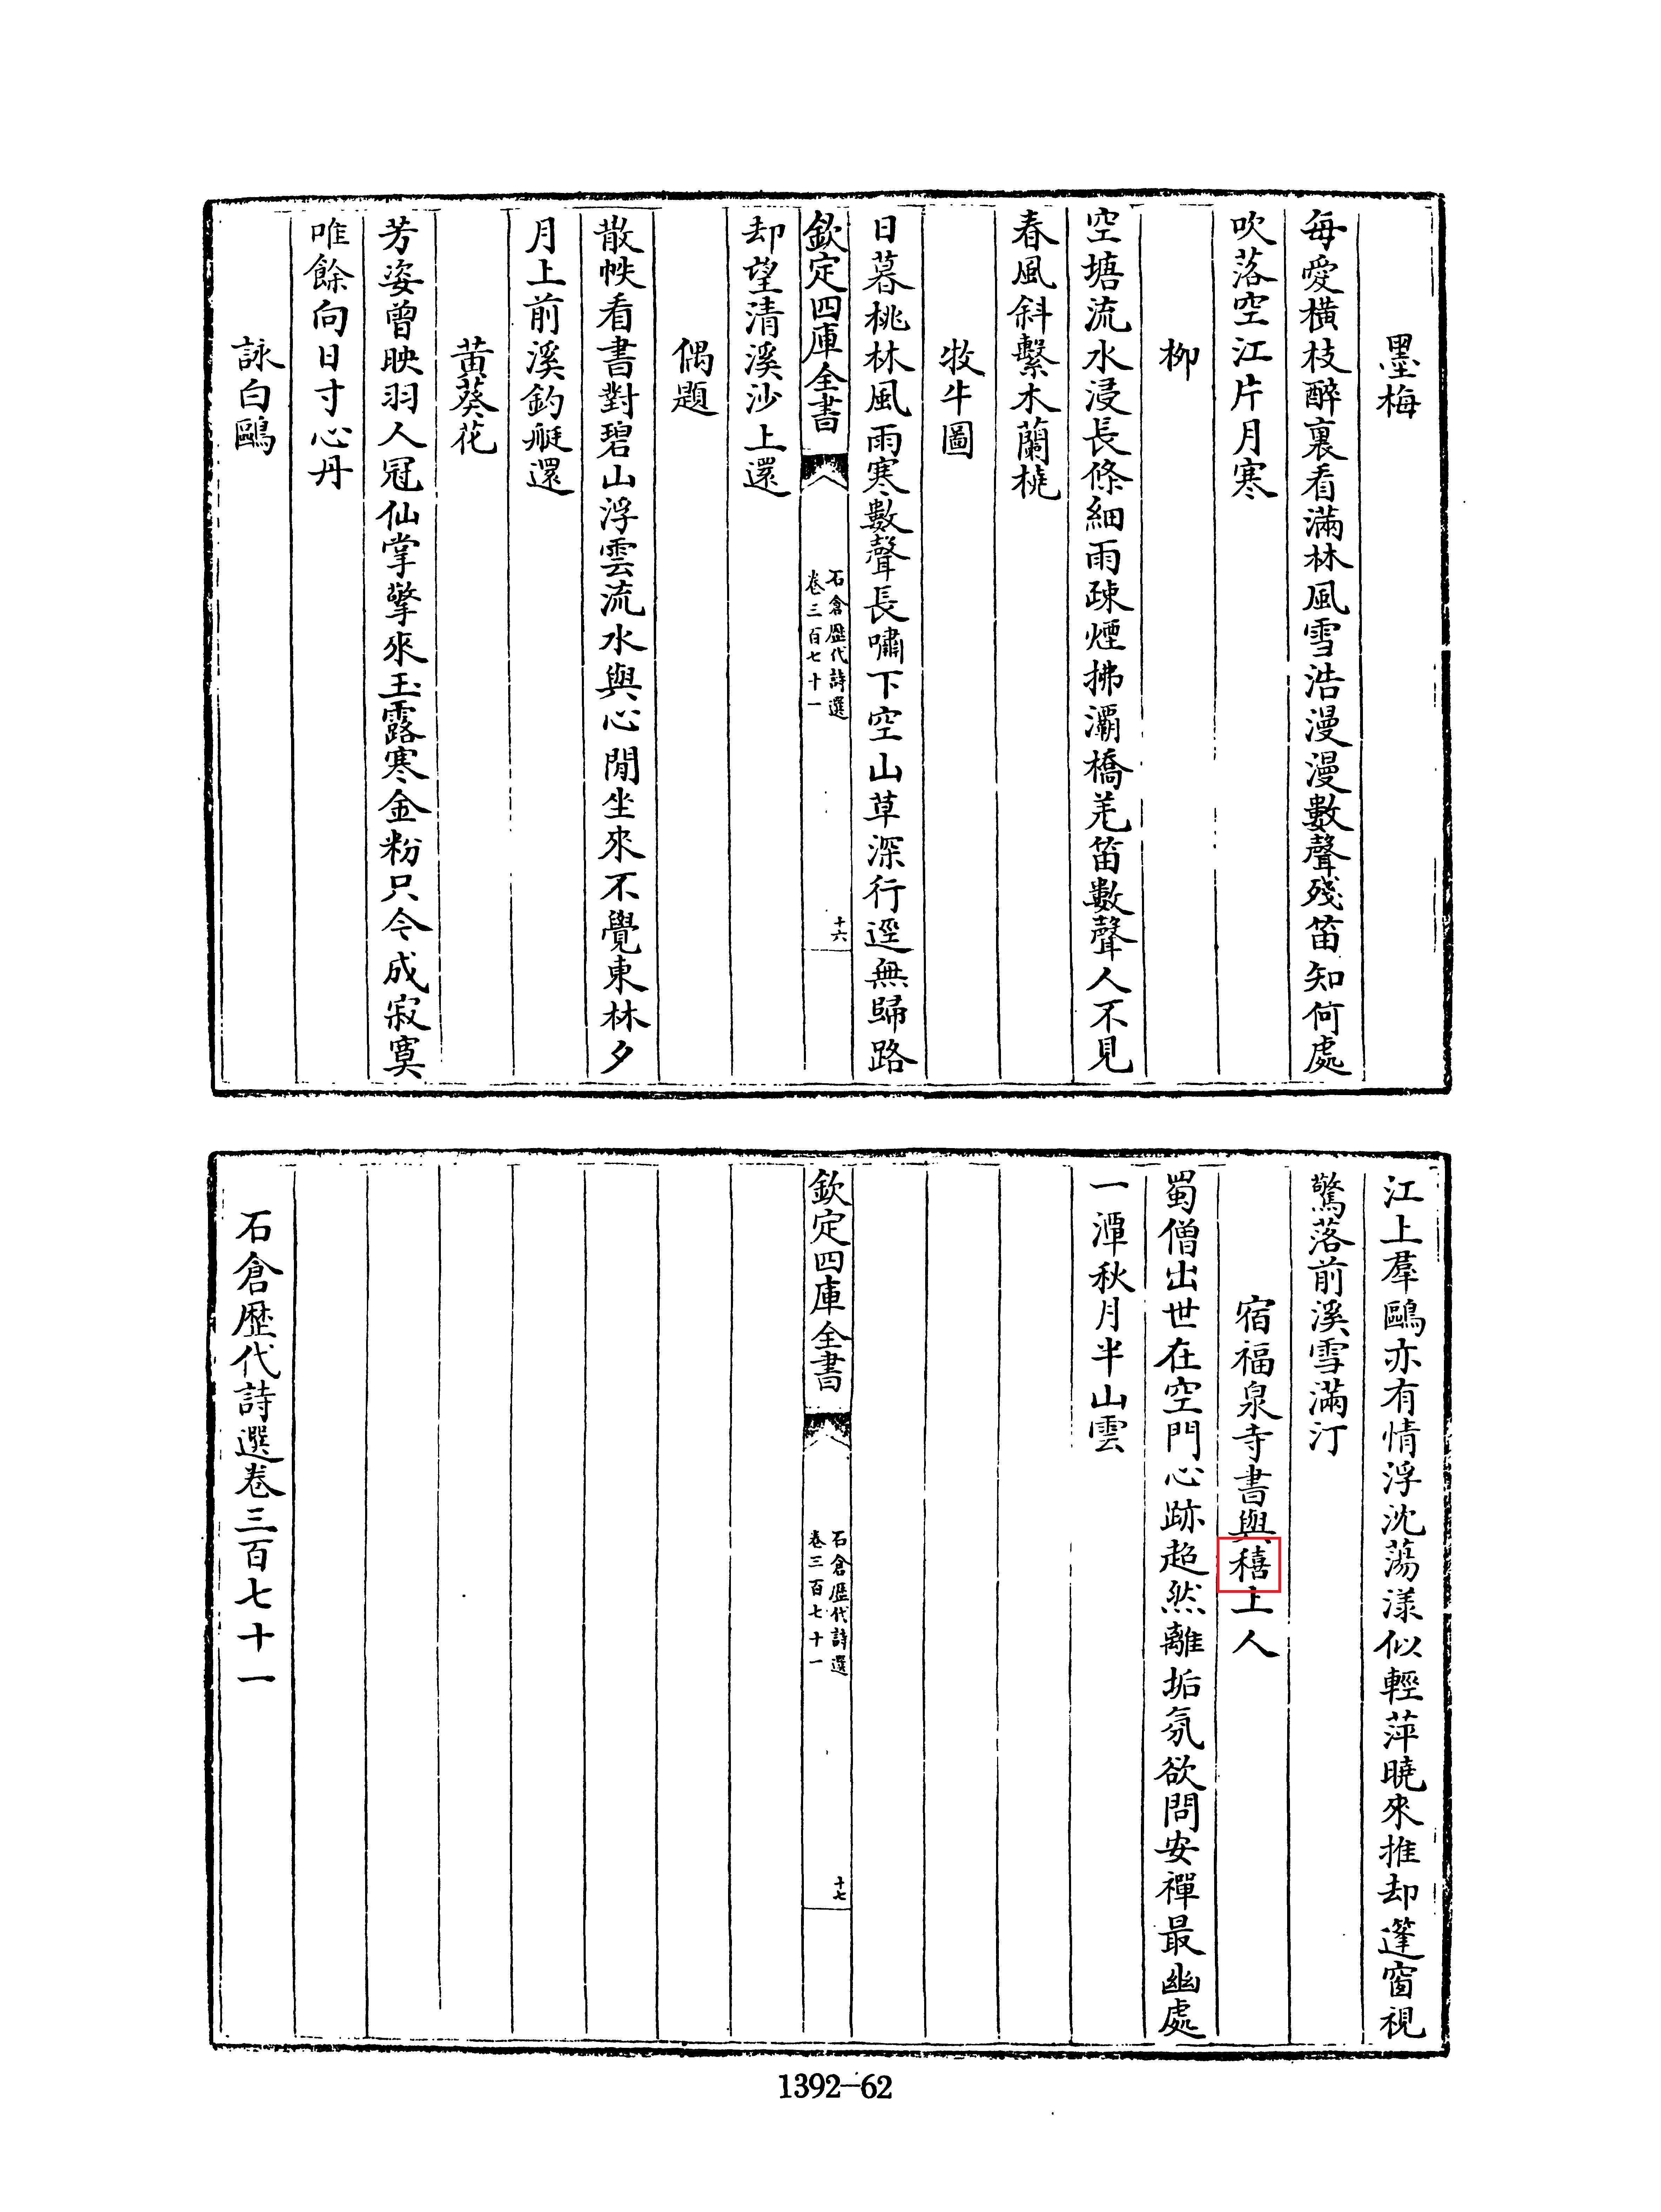 墨梅
每愛橫枝醉裏看滿林風雪浩漫漫數聲殘笛知何處
吹落空江片月寒
柳
空塘流水浸長條細雨疎煙拂灞橋羌笛數聲人不見
春風斜繫木蘭橈
牧牛圖
日暮桃林風雨寒數聲長嘯下空山草深行逕無歸路
欽定四庫全書
石倉歷代詩選
卷三百七十一
十六
却望清溪沙上還
偶題
散帙看書對碧山浮雲流水與心閒坐來不覺東林夕
月上前溪釣艇還
黃葵花
芳姿曾映羽人冠仙掌擎來玉露寒金粉只今成寂寞
唯餘向日寸心丹
詠白鷗
江上羣鷗亦有情浮沈蕩漾似輕萍曉來推却篷窗視
驚落前溪雪滿汀
宿福泉寺書與穡上人
蜀僧出世在空門心跡超然離垢氛欲問安禪最幽處
一潭秋月半山雲
欽定四庫全書
石倉歷代詩選
卷三百七十一
十七
石倉歷代詩選卷三百七十一
1392-62